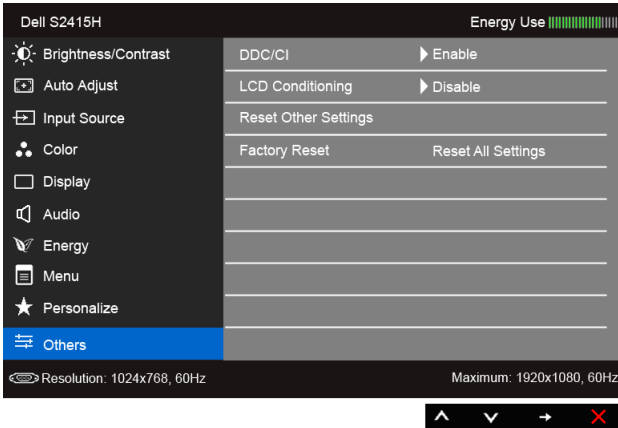 Dell S2415H Energy Use
Brightness/Contrast DDC/CI Enable
Auto Adjust LCD Conditioning Disable
Input Source Reset Other Settings
Color Factory Reset Reset All Settings
Display
Audio
Energy
Menu
Personalize
Others
Resolution: 1024x768, 60Hz Maximum: 1920x1080, 60Hz